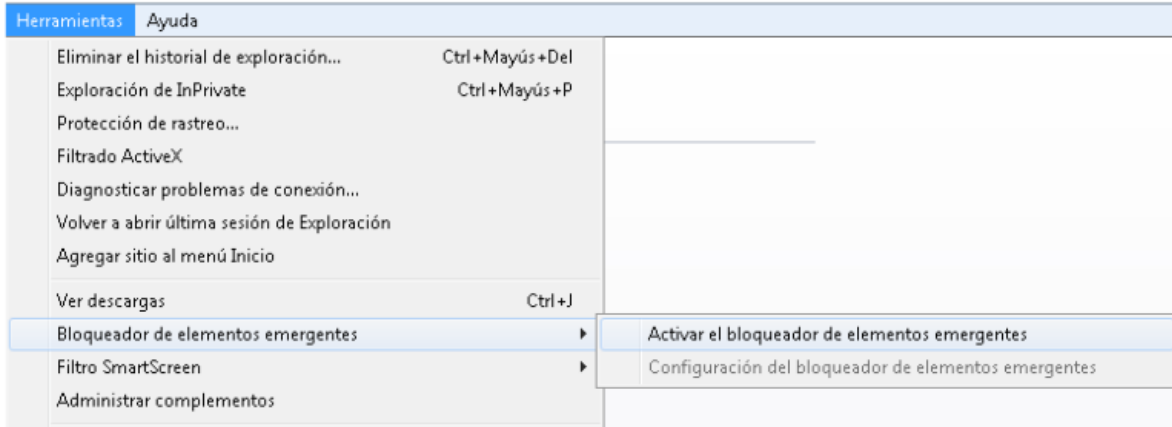 Herramientas Ayuda
Eliminar el historial de exploración... Ctrl+Mayús+Del
Exploración de InPrivate Ctrl+Mayús+P
Protección de rastreo...
Filtrado ActiveX
Diagnosticar problemas de conexión...
Volver a abrir última sesión de Exploración
Agregar sitio al menú Inicio
Ver descargas Ctrl+J
Bloqueador de elementos emergentes Activar el bloqueador de elementos emergentes
Filtro SmartScreen Configuración del bloqueador de elementos emergentes
Administrar complementos